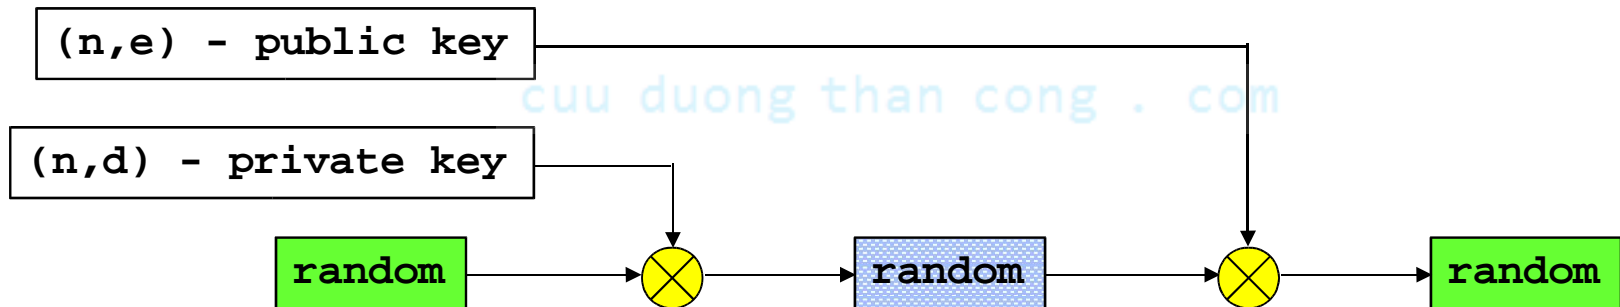 (n,e) - public key
cuu duong than cong . com
(n,d) - private key
random
random
random